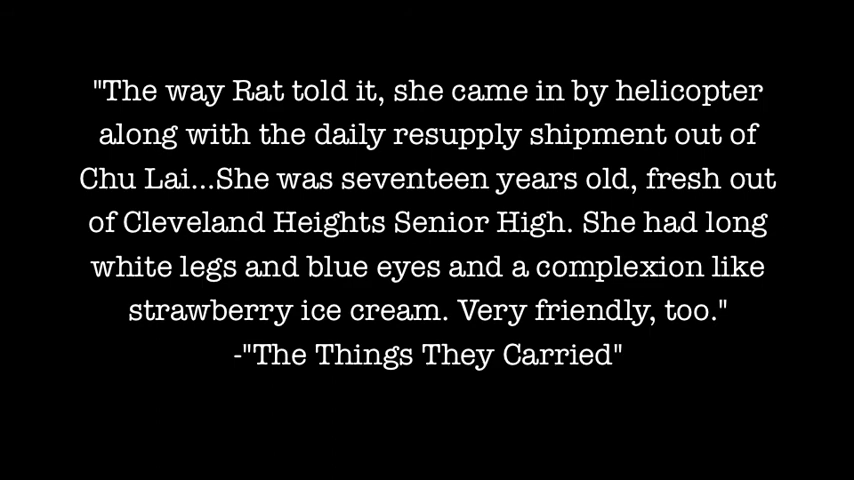 "The way Rat told it, she came in by helicopter
along with the daily resupply shipment out of
Chu Lai...She was seventeen years old, fresh out
of Cleveland Heights Senior High. She had long
white legs and blue eyes and a complexion like
strawberry ice cream. Very friendly, too."
-"The Things They Carried"